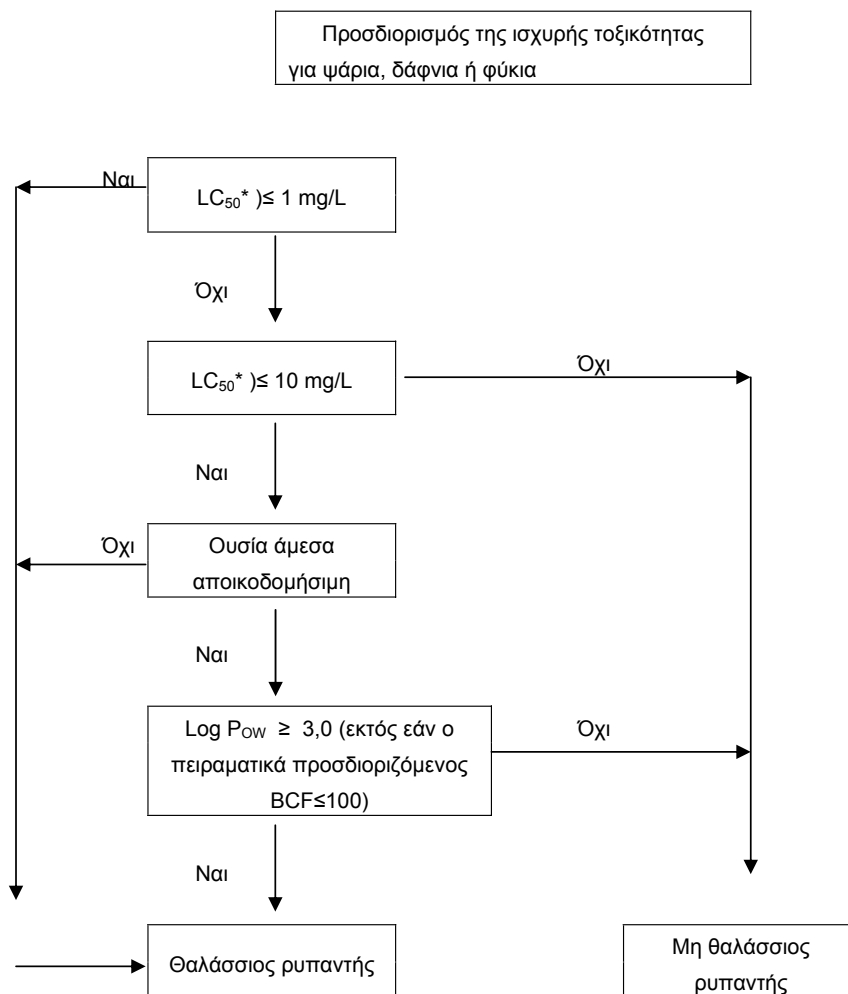 Προσδιορισμός της ισχυρής τοξικότητας
για ψάρια, δάφνια ή φύκια
Ναι
LC₅₀* )≤ 1 mg/L
Όχι
LC₅₀* )≤ 10 mg/L
Όχι
Ναι
Όχι
Ουσία άμεσα
αποικοδομήσιμη
Ναι
Log P_OW ≥ 3,0 (εκτός εάν ο
πειραματικά προσδιοριζόμενος
BCF≤100)
Όχι
Ναι
Θαλάσσιος ρυπαντής
Μη θαλάσσιος
ρυπαντής